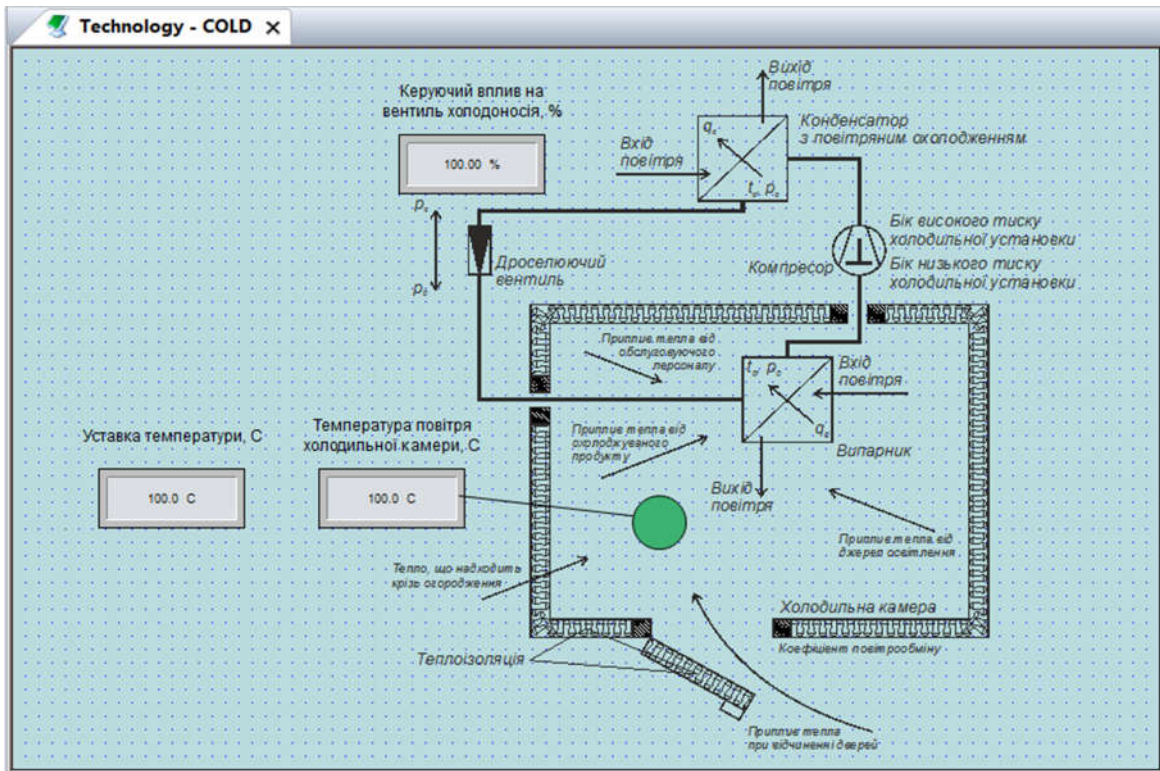 Technology - COLD
Вихід
повітря
Керуючий вплив на
вентиль холодоносія, %
100.00 %
Вхід
повітря
Конденсатор
з повітряним охолодженням
Бік високого тиску
холодильної установки
Компресор
Бік низького тиску
холодильної установки
Дроселюючий
вентиль
Приплив тепла від
обслуговуючого
персоналу
Вхід
повітря
Випарник
Вихід
повітря
Приплив тепла від
охолоджуваного
продукту
Уставка температури, С
100.0 C
Температура повітря
холодильної камери, С
100.0 C
Приплив тепла від
джерел освітлення
Тепло, що надходить
крізь огородження
Холодильна камера
Коефіцієнт повітрообміну
Теплоізоляція
Приплив тепла
при відчиненні дверей